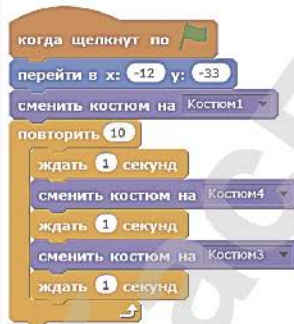 когда щелкнут по
перейти в x: -12 y: -33
сменить костюм на Костюм1
повторить 10
ждать 1 секунд
сменить костюм на Костюм4
ждать 1 секунд
сменить костюм на Костюм3
ждать 1 секунд